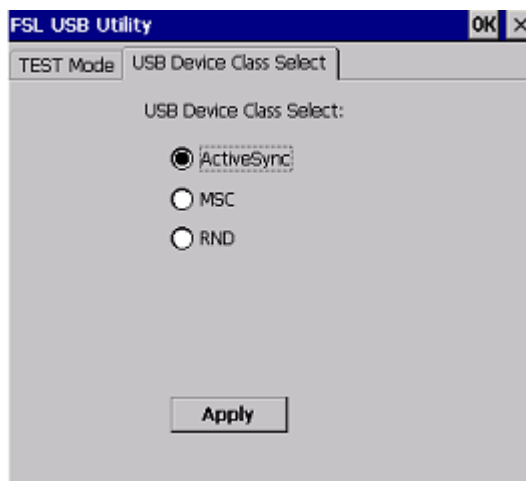 FSL USB Utility OK ×
TEST Mode USB Device Class Select
USB Device Class Select:
ActiveSync
MSC
RND
Apply